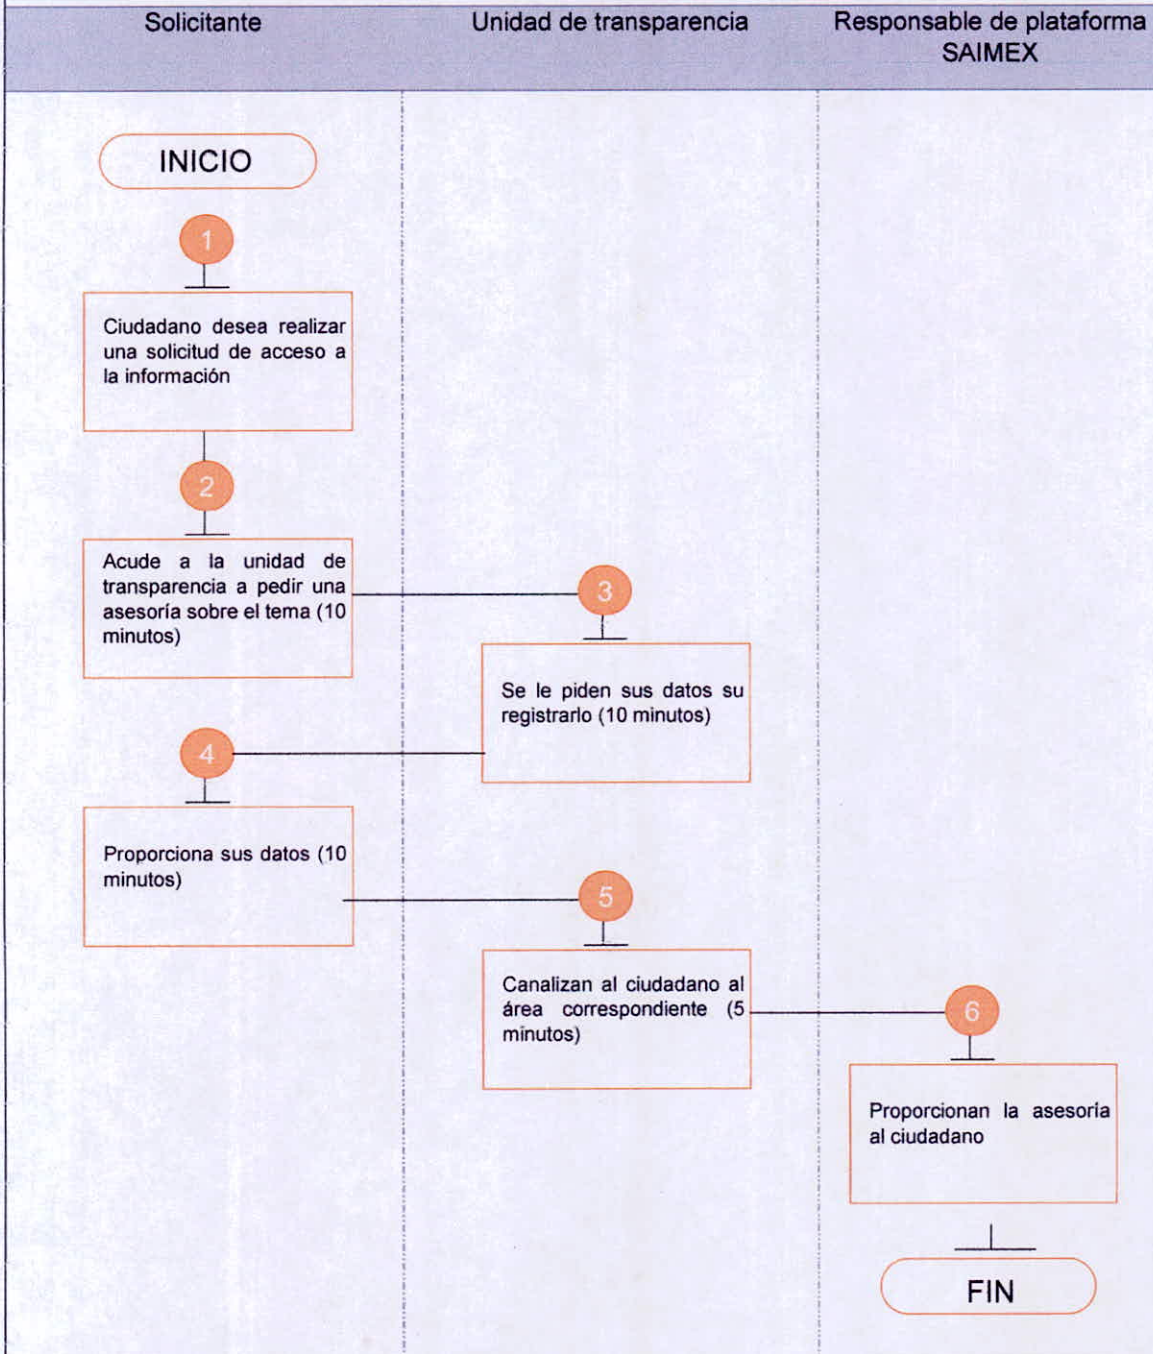 Solicitante
Unidad de transparencia
Responsable de plataforma
SAIMEX
INICIO
1
Ciudadano desea realizar
una solicitud de acceso a
la información
2
Acude a la unidad de
transparencia a pedir una
asesoría sobre el tema (10
minutos)
3
Se le piden sus datos su
registrarlo (10 minutos)
4
Proporciona sus datos (10
minutos)
5
Canalizan al ciudadano al
área correspondiente (5
minutos)
6
Proporcionan la asesoría
al ciudadano
FIN